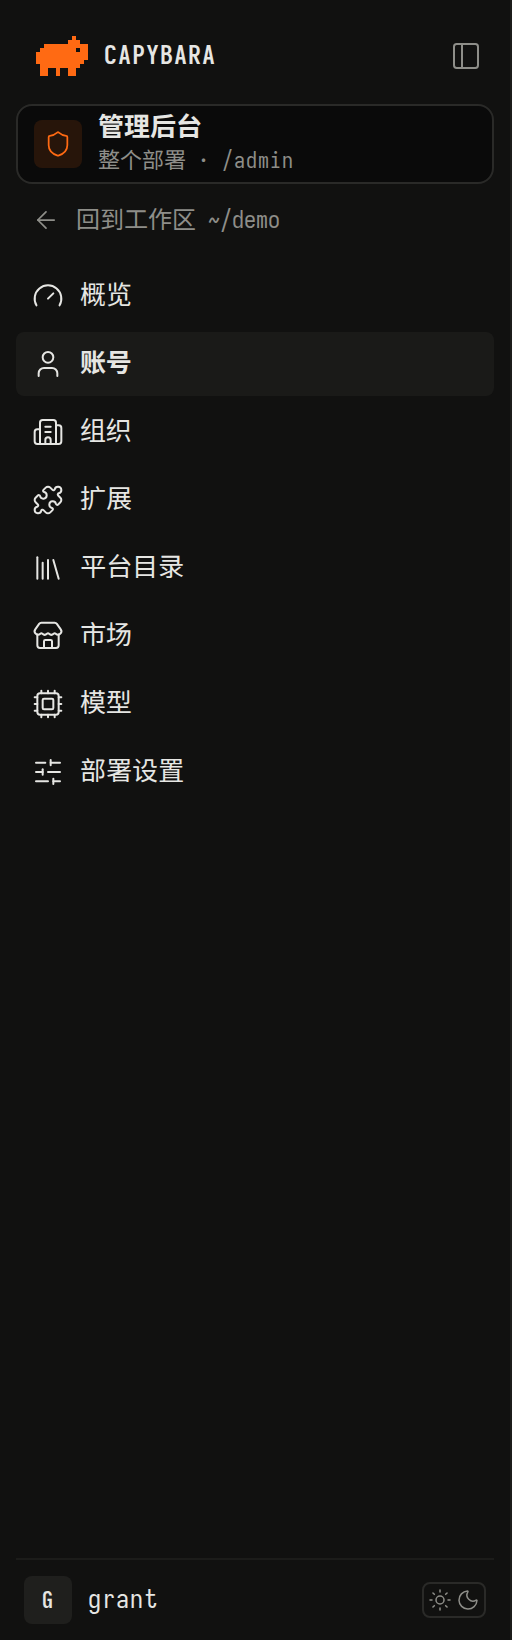 CAPYBARA
管理后台
整个部署 · /admin
回到工作区 ~/demo
概览
账号
组织
扩展
平台目录
市场
模型
部署设置
G grant